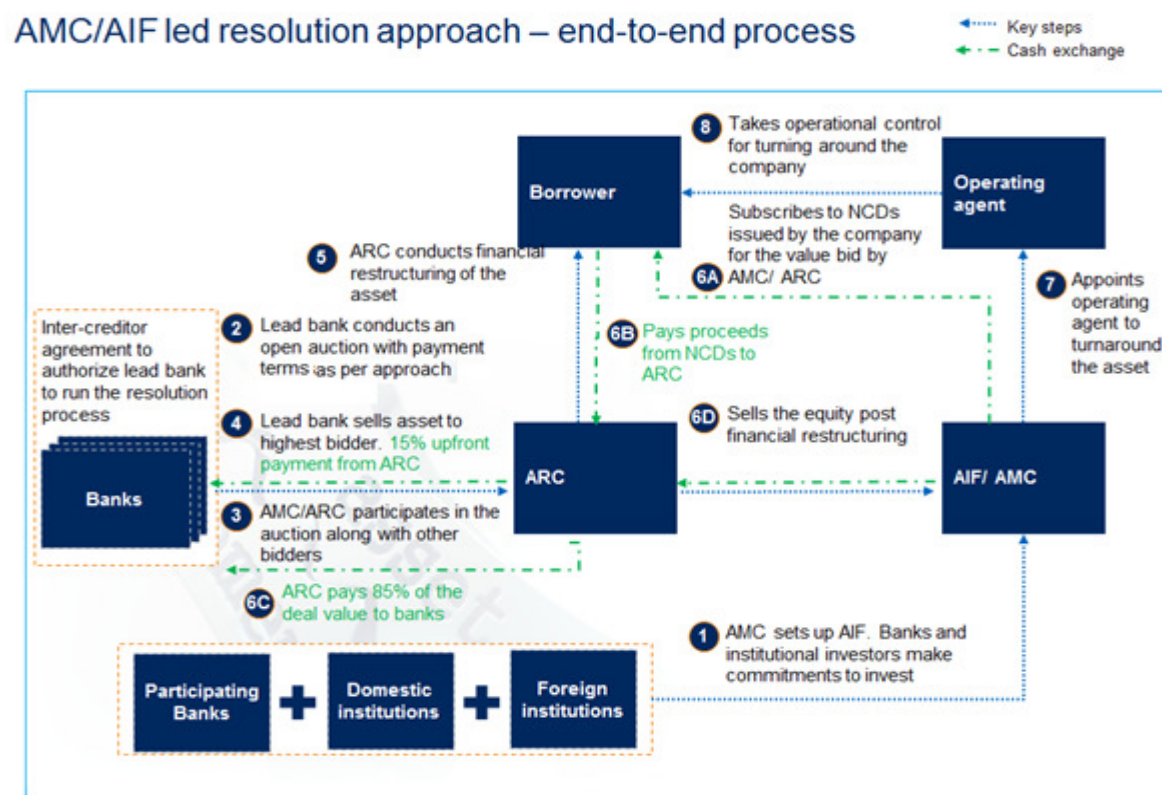 AMC/AIF led resolution approach – end-to-end process
Key steps
Cash exchange
8
Takes operational control
for turning around the
company
Borrower
Operating
agent
Subscribes to NCDs
issued by the company
for the value bid by
AMC/ ARC
6A
5
ARC conducts financial
restructuring of the
asset
7
Appoints
operating
agent to
turnaround
the asset
Inter-creditor
agreement to
authorize lead bank
to run the resolution
process
2
Lead bank conducts an
open auction with payment
terms as per approach
6B
Pays proceeds
from NCDs to
ARC
4
Lead bank sells asset to
highest bidder. 15% upfront
payment from ARC
6D
Sells the equity post
financial restructuring
Banks
ARC
AIF/ AMC
3
AMC/ARC participates in the
auction along with other
bidders
6C
ARC pays 85% of the
deal value to banks
1
AMC sets up AIF. Banks and
institutional investors make
commitments to invest
Participating
Banks
Domestic
institutions
Foreign
institutions